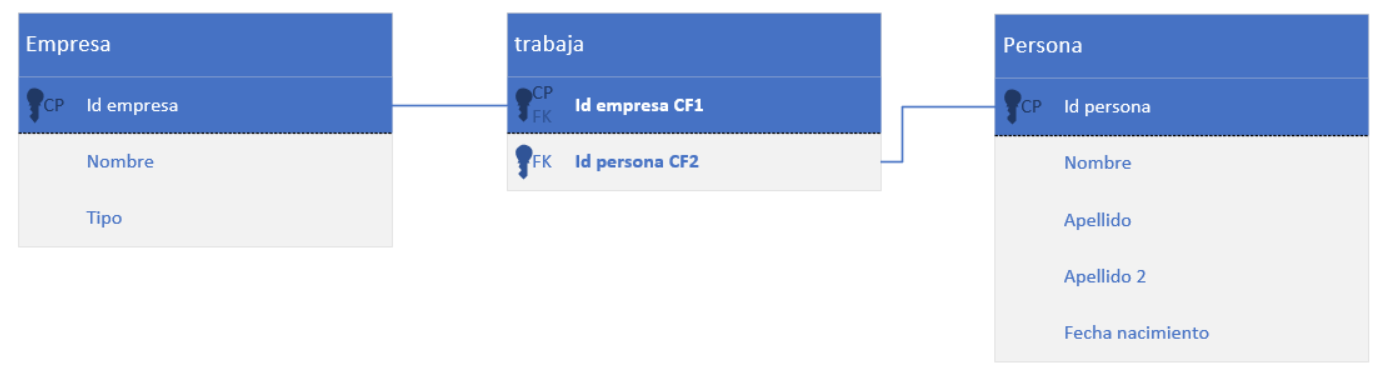 Empresa
CP Id empresa
Nombre
Tipo
trabaja
CP
FK Id empresa CF1
FK Id persona CF2
Persona
CP Id persona
Nombre
Apellido
Apellido 2
Fecha nacimiento